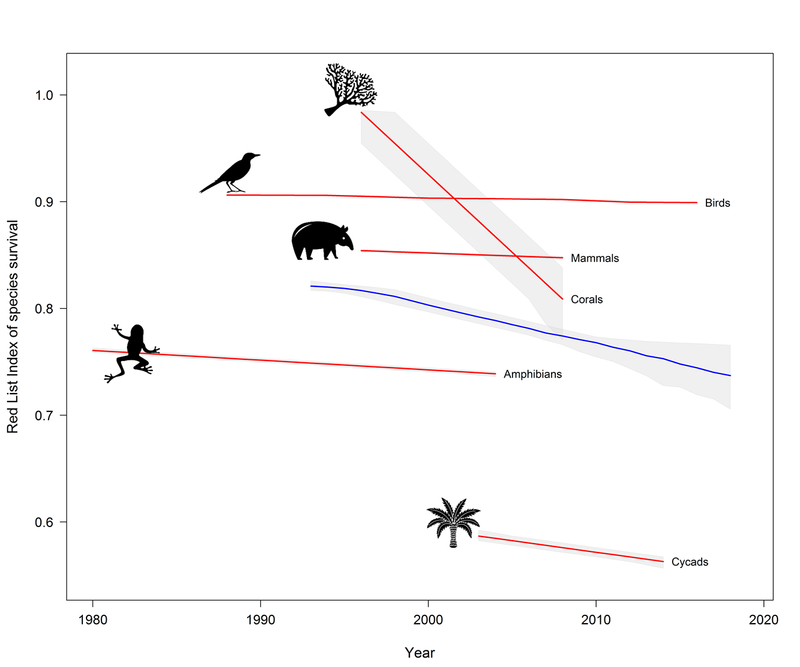 1.0
0.9
0.8
0.7
0.6
Red List Index of species survival
Birds
Mammals
Corals
Amphibians
Cycads
1980 1990 2000 2010 2020
Year